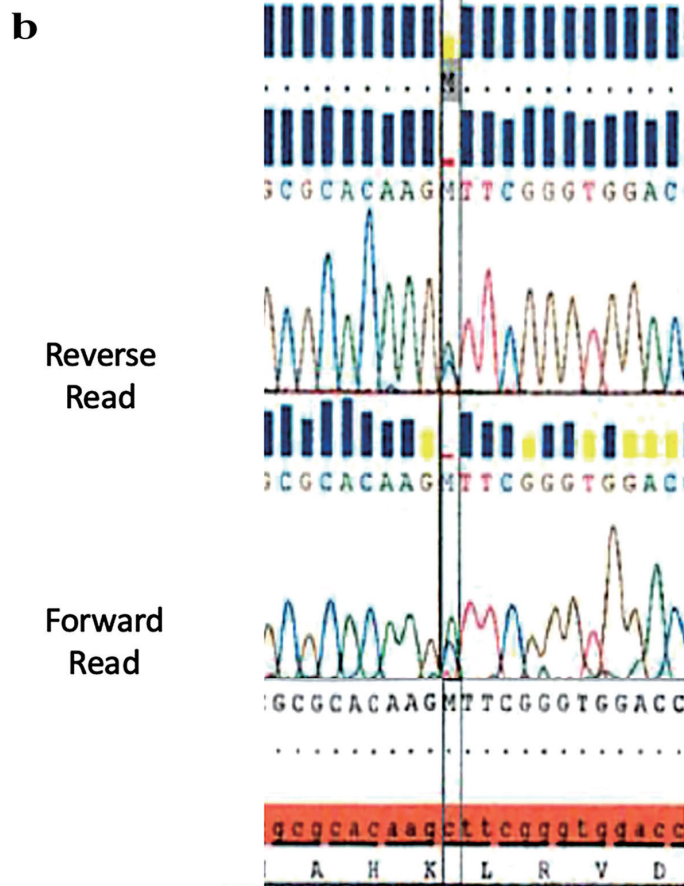 b
M
GCGCACAAGMTTCGGGTGGAC
Reverse
Read
GCGCACAAGMTTCGGGTGGAC
Forward
Read
GCGCACAAGMTTCGGGTGGACC
gcgcacaagcttcgggtggacc
A H K L R V D